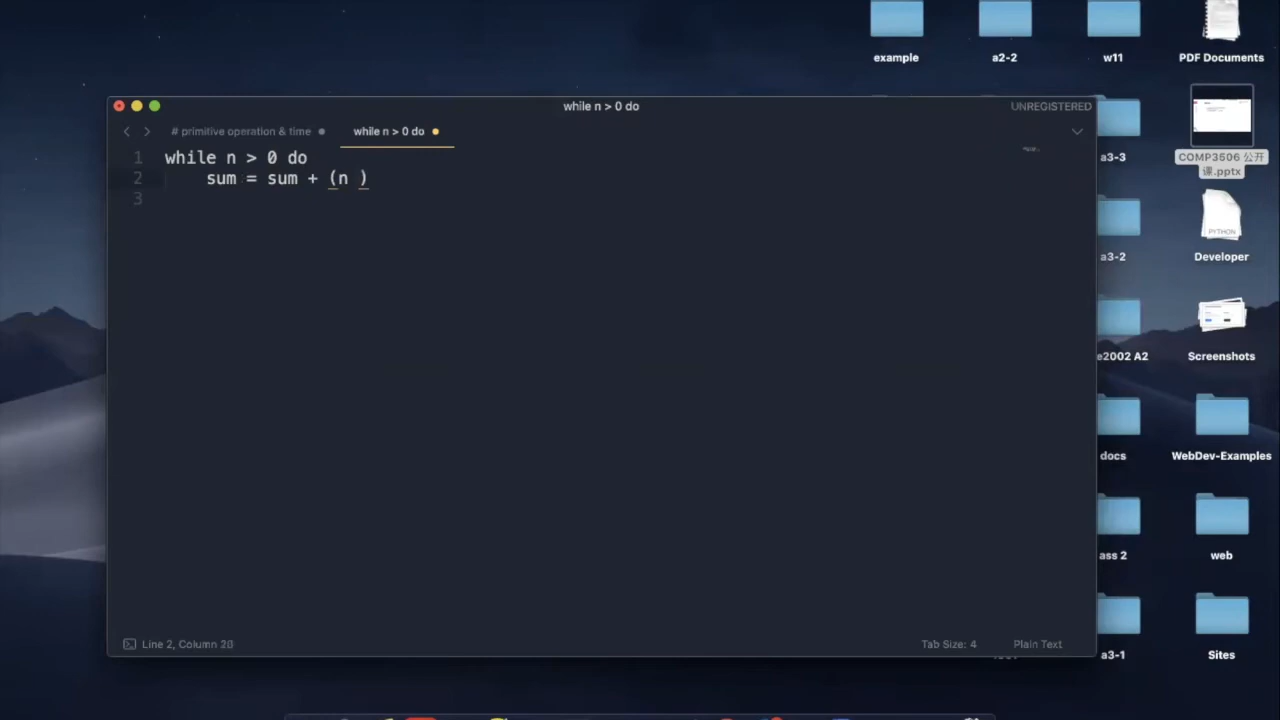 example
a2-2
w11
PDF Documents
while n > 0 do
UNREGISTERED
# primitive operation & time
while n > 0 do
1 while n > 0 do
2 sum = sum + (n )
3
a3-3
COMP3506 公开
课.pptx
PYTHON
a3-2
Developer
e2002 A2
Screenshots
docs
WebDev-Examples
ass 2
web
Line 2, Column
Tab Size: 4
Plain Text
a3-1
Sites